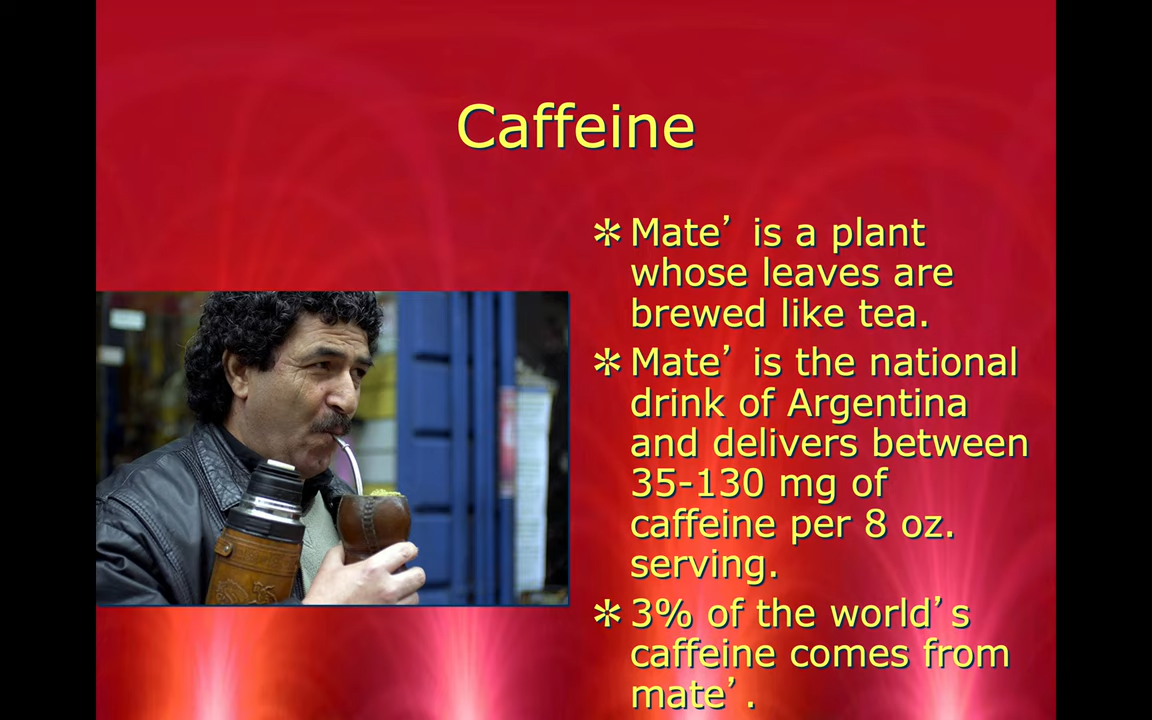 Caffeine
✲ Mate’ is a plant
whose leaves are
brewed like tea.
✲ Mate’ is the national
drink of Argentina
and delivers between
35-130 mg of
caffeine per 8 oz.
serving.
✲ 3% of the world’s
caffeine comes from
mate’.